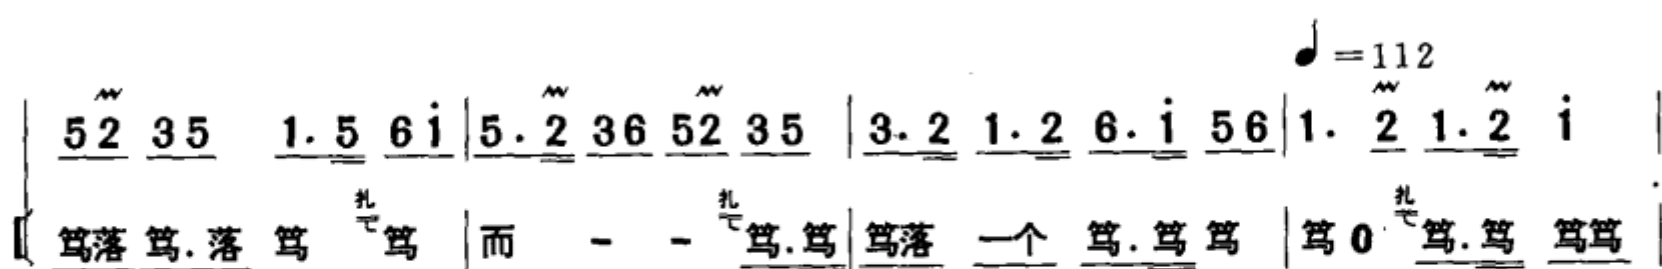 ♩=112
52 35 1. 5 6i | 5. 2 36 52 35 | 3. 2 1. 2 6. i 56 | 1. 2 1. 2 i |
扎 扎 扎
笃落 笃.落 笃 笃 | 而 - - 笃.笃 | 笃落 一个 笃.笃 笃 | 笃 0 笃.笃 笃笃 |